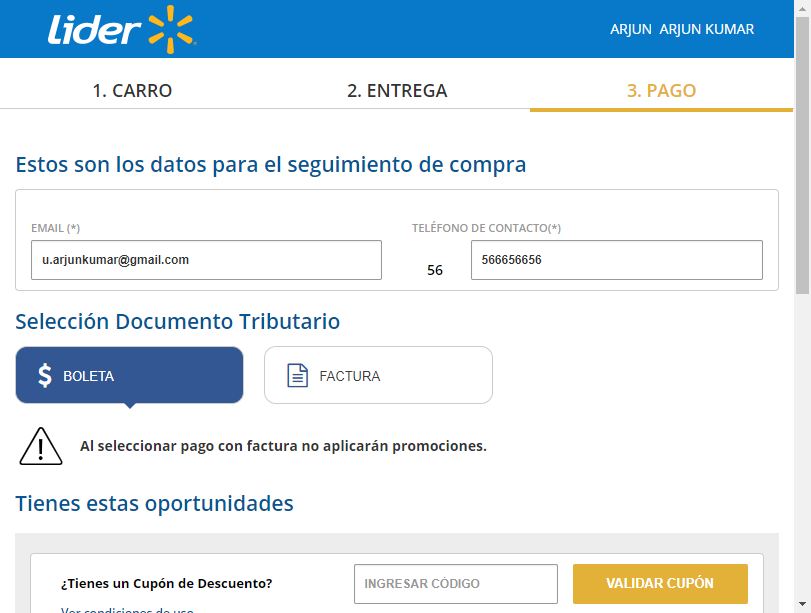 Lider
ARJUN ARJUN KUMAR
1. CARRO
2. ENTREGA
3. PAGO
Estos son los datos para el seguimiento de compra
EMAIL (*)
TELÉFONO DE CONTACTO(*)
u.arjunkumar@gmail.com
56
566656656
Selección Documento Tributario
$ BOLETA
FACTURA
Al seleccionar pago con factura no aplicarán promociones.
Tienes estas oportunidades
¿Tienes un Cupón de Descuento?
INGRESAR CÓDIGO
VALIDAR CUPÓN
Ver condiciones de uso